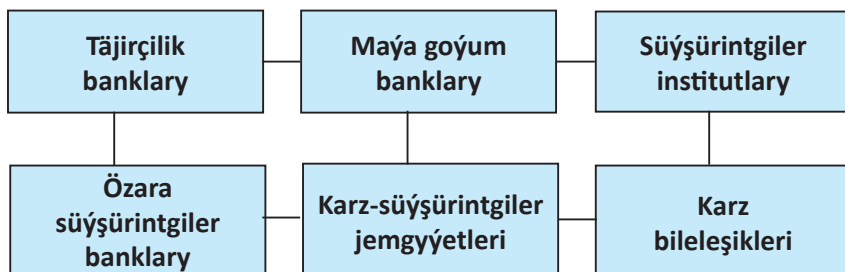 Täjirçilik
banklary
Maýa goýum
banklary
Süýşürintgiler
institutlary
Özara
süýşürintgiler
banklary
Karz-süýşürintgiler
jemgyýetleri
Karz
bileleşikleri